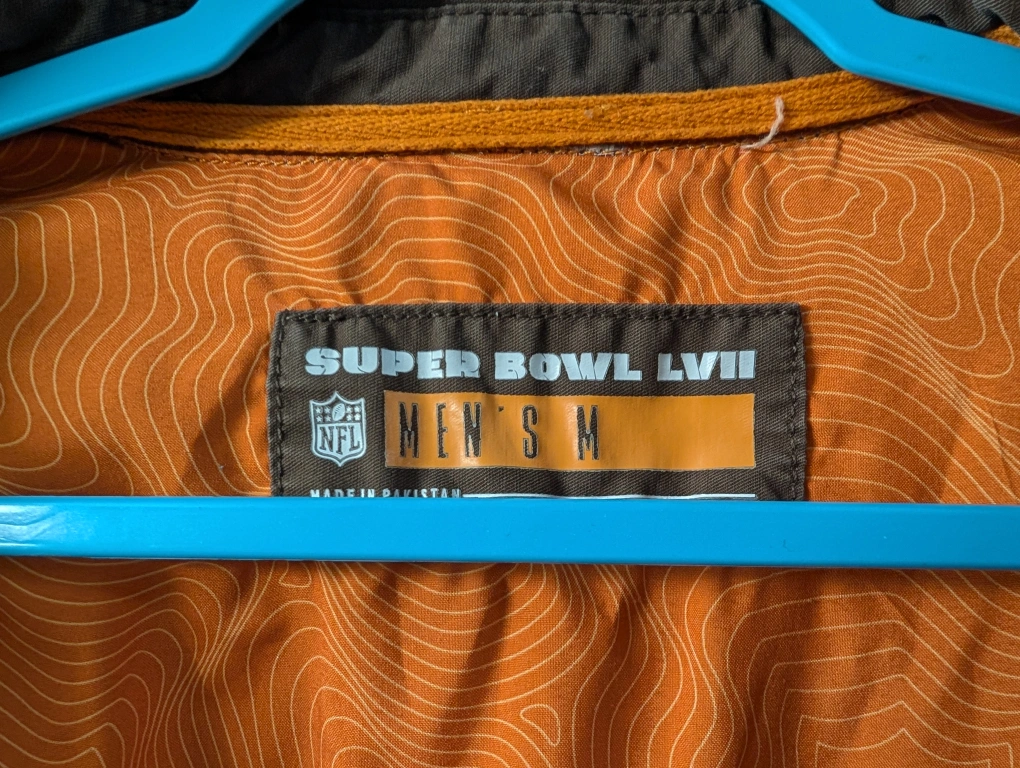 SUPER BOWL LVII
NFL
MEN'S M
MADE IN PAKISTAN